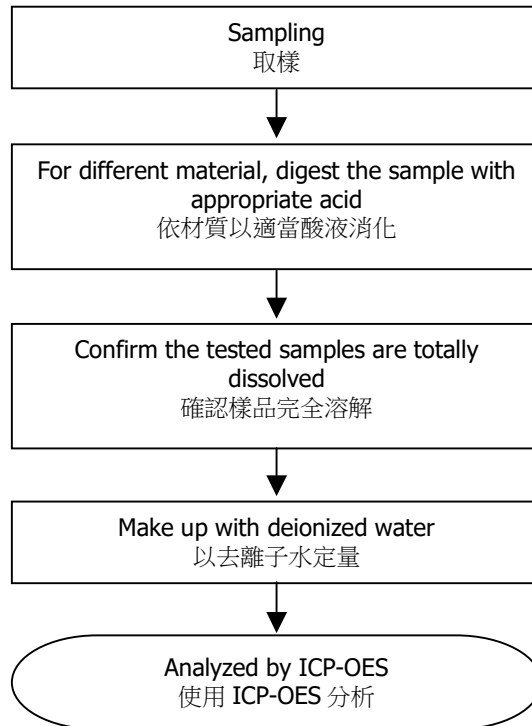 Sampling
取樣
For different material, digest the sample with
appropriate acid
依材質以適當酸液消化
Confirm the tested samples are totally
dissolved
確認樣品完全溶解
Make up with deionized water
以去離子水定量
Analyzed by ICP-OES
使用 ICP-OES 分析